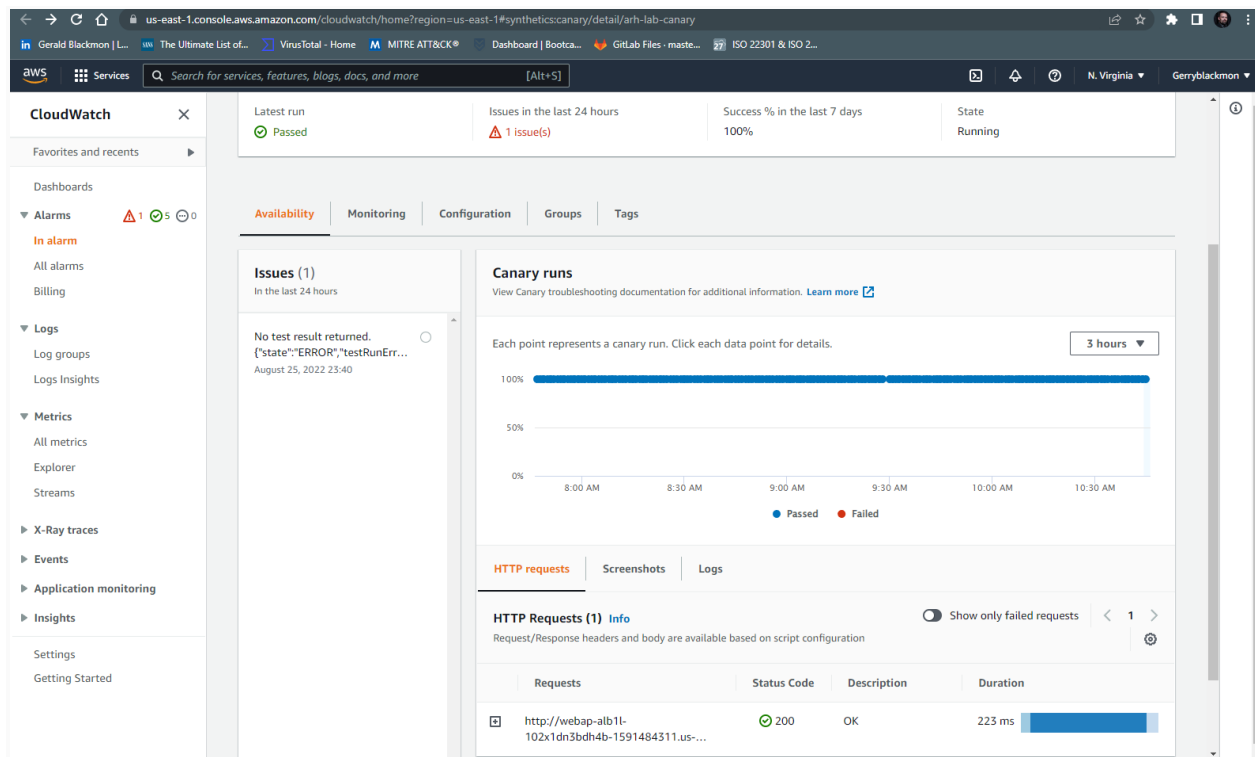 us-east-1.console.aws.amazon.com/cloudwatch/home?region=us-east-1#synthetics:canary/detail/arh-lab-canary
in Gerald Blackmon | L... The Ultimate List of... VirusTotal - Home M MITRE ATT&CK® Dashboard | Bootca... GitLab Files · maste... 27 ISO 22301 & ISO 2...
aws Services Search for services, features, blogs, docs, and more [Alt+S] N. Virginia Gerryblackmon
CloudWatch
Favorites and recents
Dashboards
Alarms 1 5 0
In alarm
All alarms
Billing
Logs
Log groups
Logs Insights
Metrics
All metrics
Explorer
Streams
X-Ray traces
Events
Application monitoring
Insights
Settings
Getting Started
Latest run Issues in the last 24 hours Success % in the last 7 days State
Passed 1 issue(s) 100% Running
Availability Monitoring Configuration Groups Tags
Issues (1)
In the last 24 hours
No test result returned.
{"state":"ERROR","testRunErr...
August 25, 2022 23:40
Canary runs
View Canary troubleshooting documentation for additional information. Learn more
Each point represents a canary run. Click each data point for details. 3 hours
100%
50%
0%
8:00 AM 8:30 AM 9:00 AM 9:30 AM 10:00 AM 10:30 AM
Passed Failed
HTTP requests Screenshots Logs
HTTP Requests (1) Info Show only failed requests 1
Request/Response headers and body are available based on script configuration
Requests Status Code Description Duration
http://webap-alb1l- 200 OK 223 ms
102x1dn3bdh4b-1591484311.us-...